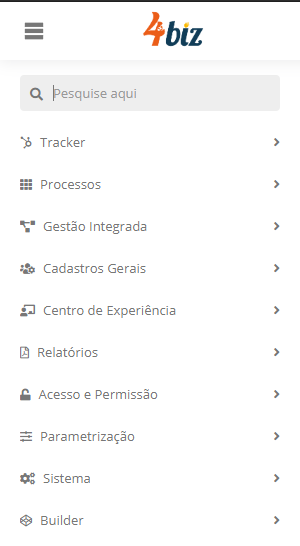 4biz
Pesquise aqui
Tracker
Processos
Gestão Integrada
Cadastros Gerais
Centro de Experiência
Relatórios
Acesso e Permissão
Parametrização
Sistema
Builder